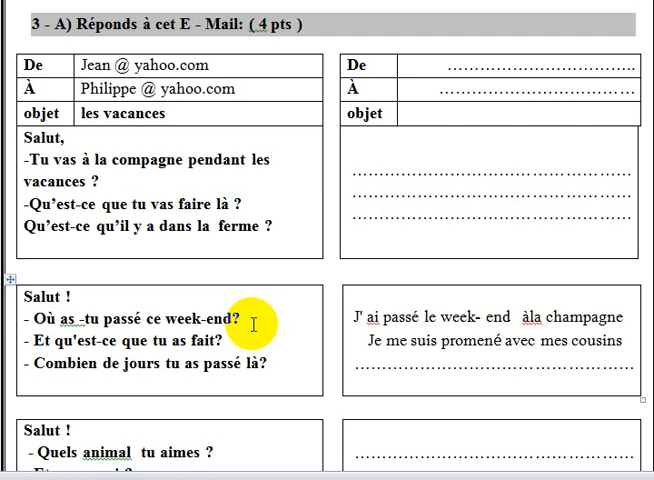 3 - A) Réponds à cet E - Mail: ( 4 pts )
De Jean @ yahoo.com
À Philippe @ yahoo.com
objet les vacances
Salut,
-Tu vas à la compagne pendant les
vacances ?
-Qu’est-ce que tu vas faire là ?
Qu’est-ce qu’il y a dans la ferme ?
De ……………………………..
À ……………………………
objet
…………………………………………
…………………………………………
…………………………………………
Salut !
- Où as -tu passé ce week-end?
- Et qu'est-ce que tu as fait?
- Combien de jours tu as passé là?
J' ai passé le week- end àla champagne
Je me suis promené avec mes cousins
…………………………………………
Salut !
- Quels animal tu aimes ?
…………………………………………